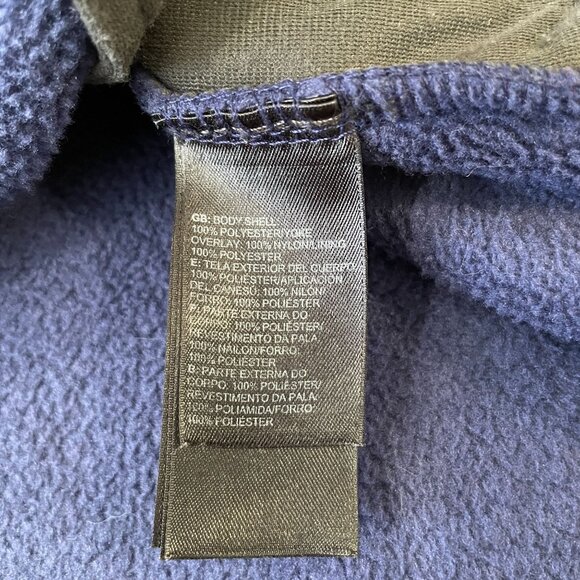 GB: BODY SHELL:
100% POLYESTER/YOKE
OVERLAY: 100% NYLON/LINING:
100% POLYESTER
E: TELA EXTERIOR DEL CUERPO:
100% POLIÉSTER/APLICACIÓN
DEL CANESÚ: 100% NILÓN/
FORRO: 100% POLIÉSTER
P: PARTE EXTERNA DO
CORPO: 100% POLIÉSTER/
REVESTIMENTO DA PALA:
100% NAILON/FORRO:
100% POLIÉSTER
B: PARTE EXTERNA DO
CORPO: 100% POLIÉSTER/
REVESTIMENTO DA PALA:
100% POLIAMIDA/FORRO:
100% POLIÉSTER